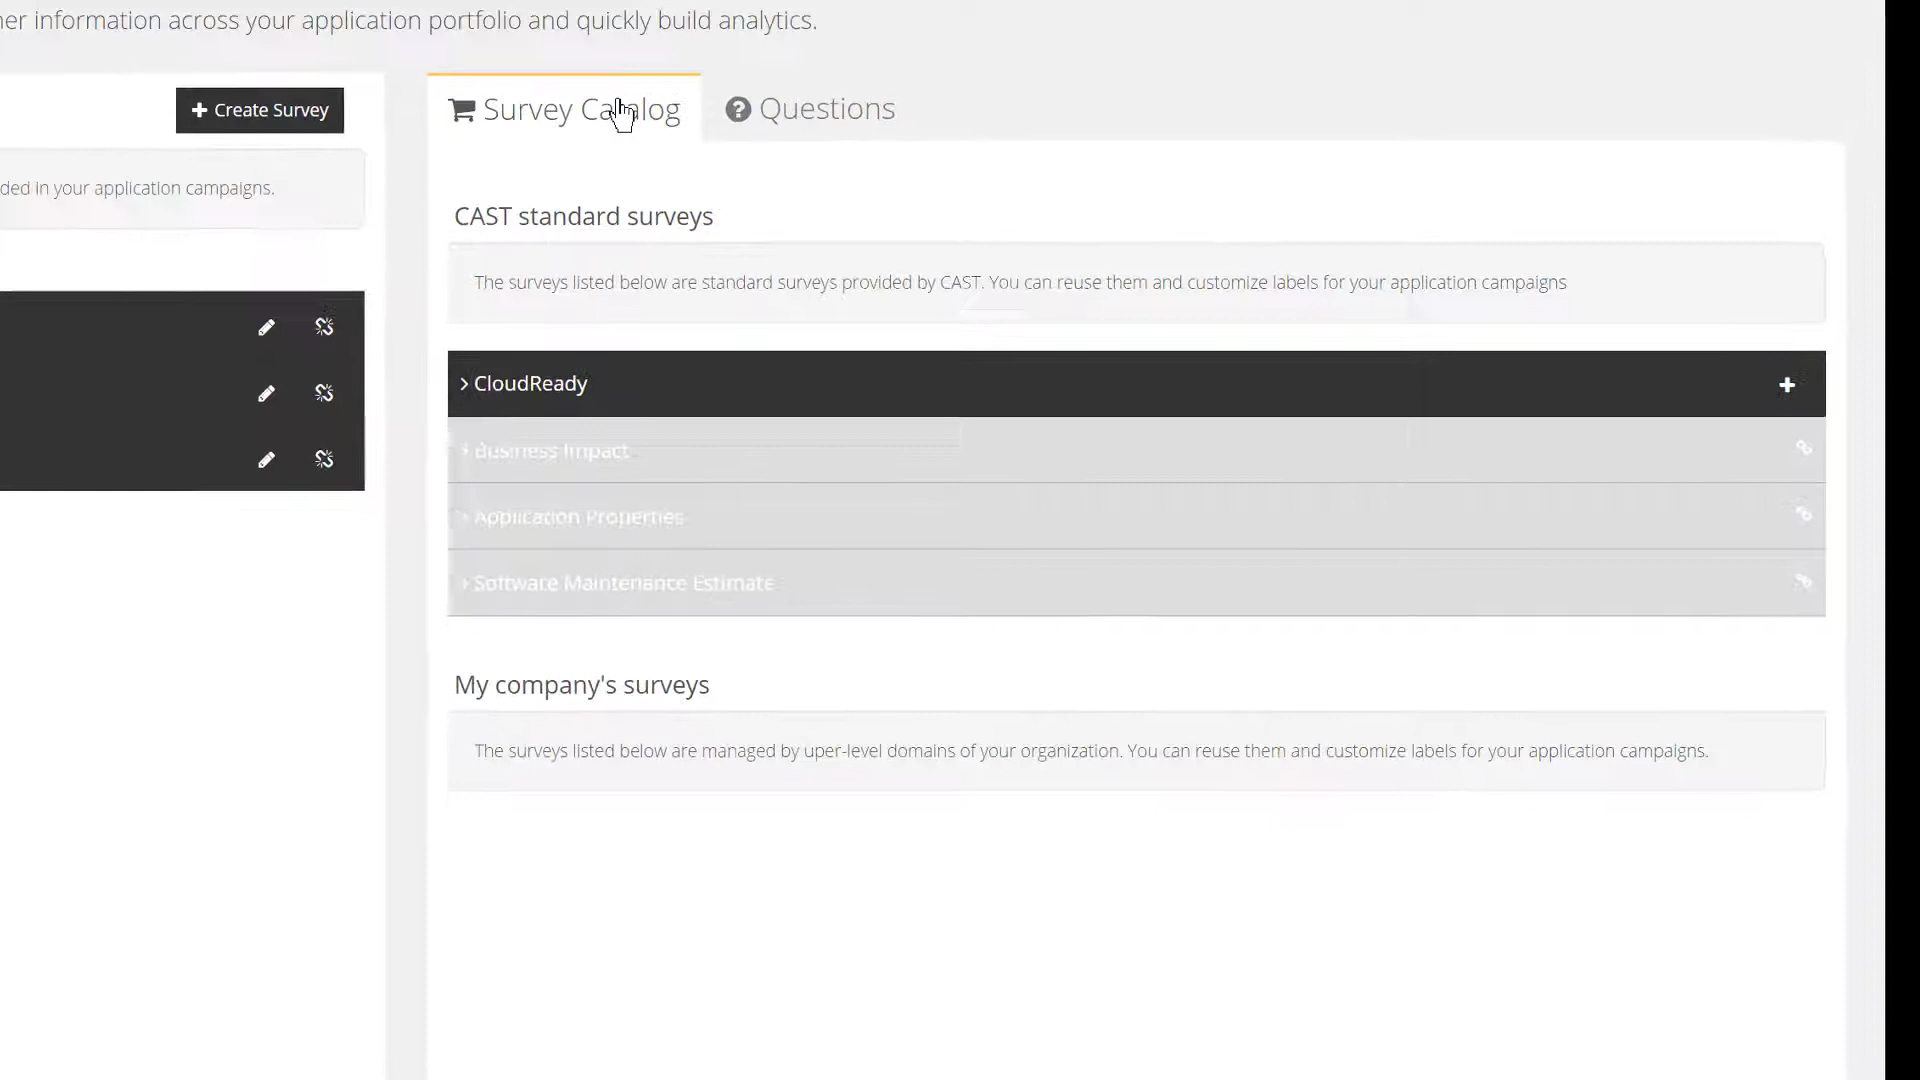 information across your application portfolio and quickly build analytics.
Create Survey
in your application campaigns.
Survey Catalog
Questions
CAST standard surveys
The surveys listed below are standard surveys provided by CAST. You can reuse them and customize labels for your application campaigns
CloudReady
Business Impact
Application Properties
Software Maintenance Estimate
My company's surveys
The surveys listed below are managed by uper-level domains of your organization. You can reuse them and customize labels for your application campaigns.